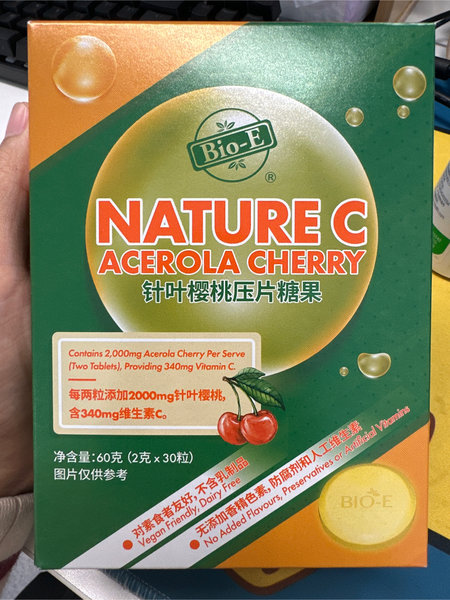 Bio-E
®
NATURE C
ACEROLA CHERRY
针叶樱桃压片糖果
Contains 2,000mg Acerola Cherry Per Serve
(Two Tablets), Providing 340mg Vitamin C.
每两粒添加2000mg针叶樱桃，
含340mg维生素C。
净含量：60克（2克 x 30粒）
图片仅供参考
对素食者友好，不含乳制品
Vegan Friendly, Dairy Free
无添加香精色素，防腐剂和人工维生素
No Added Flavours, Preservatives or Artificial Vitamins
BIO-E